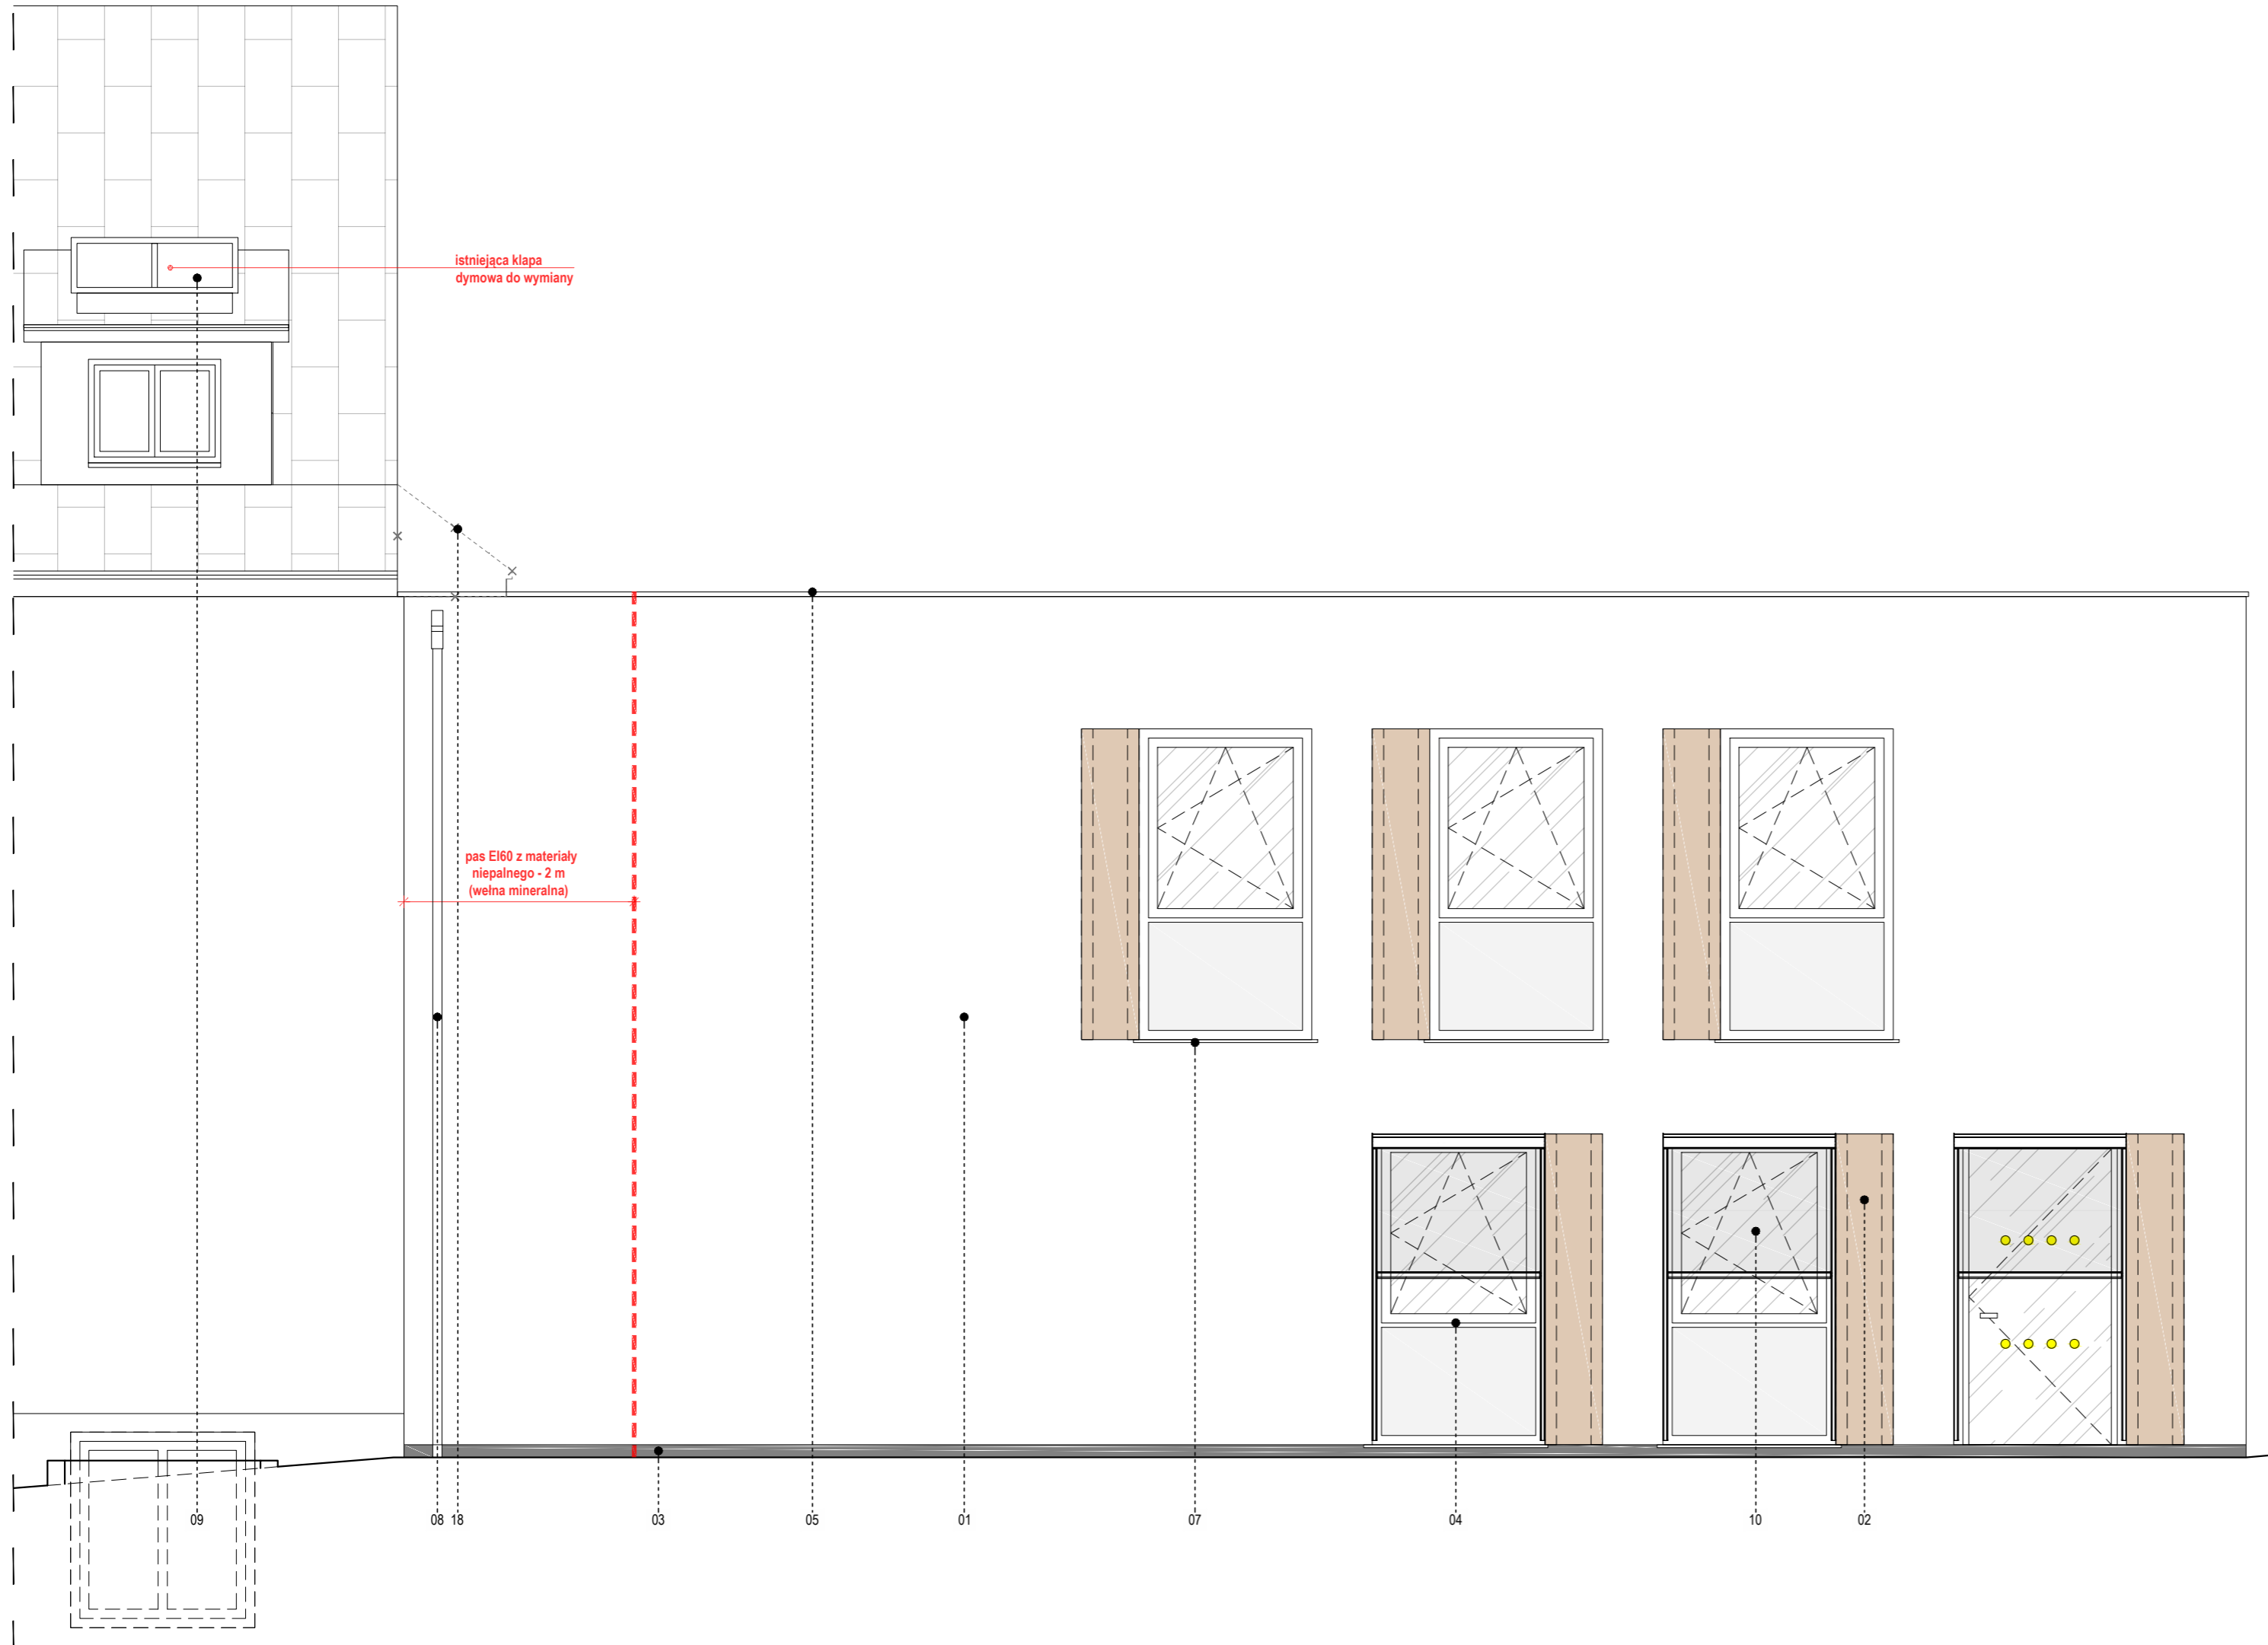 istniejąca klapa
dymowa do wymiany
pas EI60 z materiały
niepalnego - 2 m
(wełna mineralna)
09 08 18 03 05 01 07 04 10 02